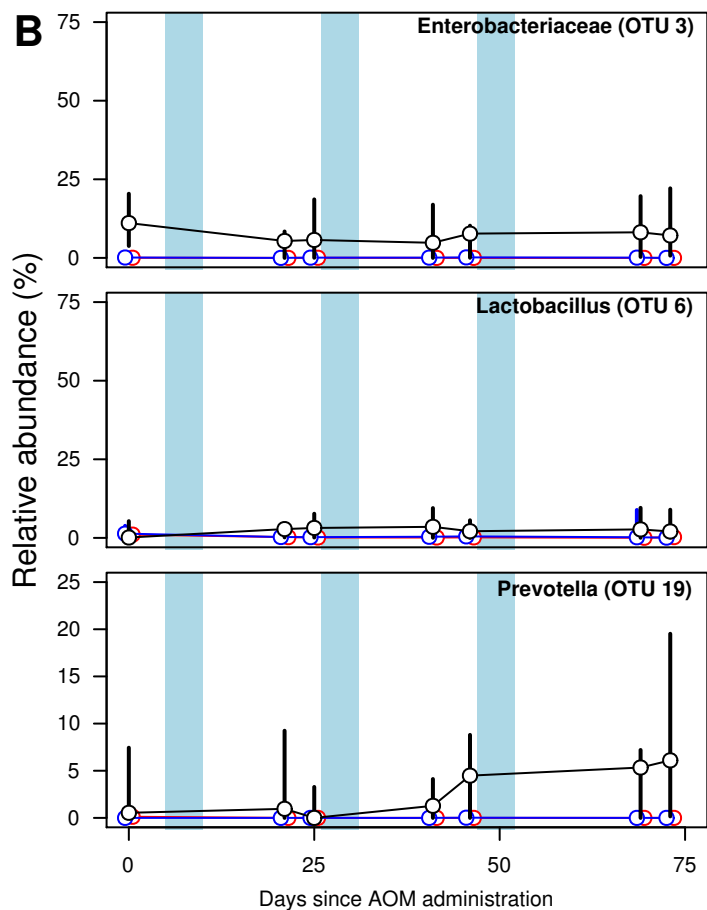 B
Enterobacteriaceae (OTU 3)
75
50
25
0
Lactobacillus (OTU 6)
75
50
25
0
Relative abundance (%)
Prevotella (OTU 19)
25
20
15
10
5
0
0 25 50 75
Days since AOM administration